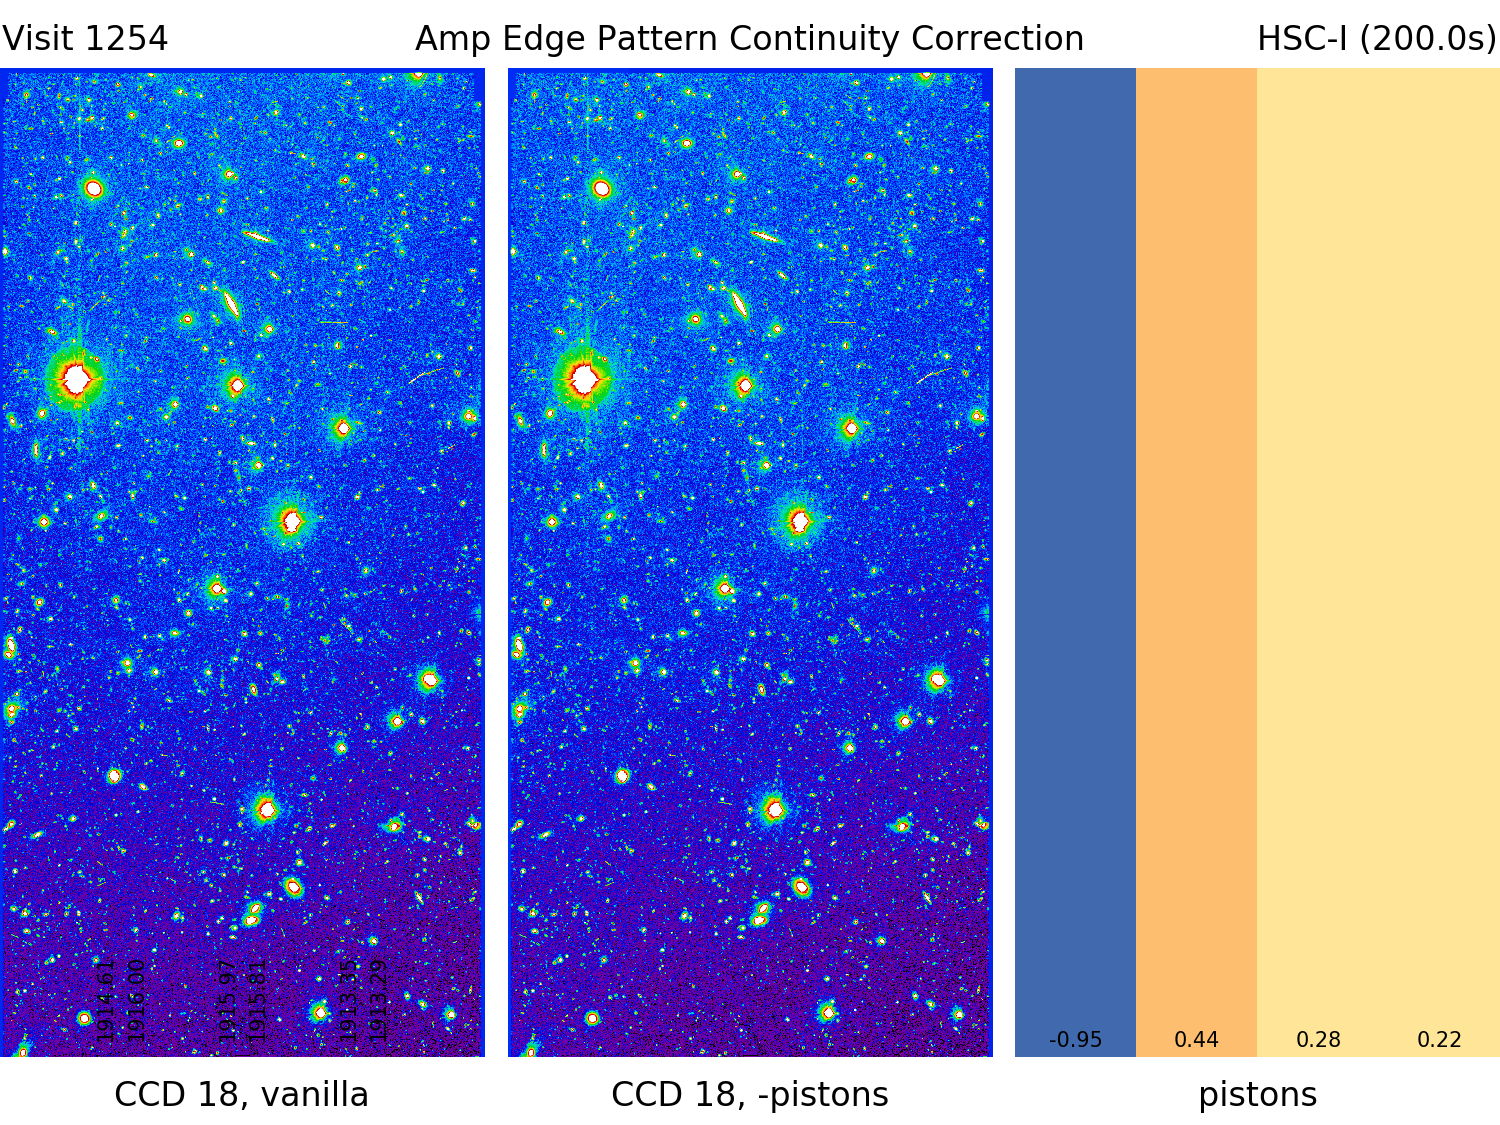 Visit 1254 Amp Edge Pattern Continuity Correction HSC-I (200.0s)
1914.61 1916.00 1915.97 1915.81 1913.35 1913.29
-0.95 0.44 0.28 0.22
CCD 18, vanilla CCD 18, -pistons pistons